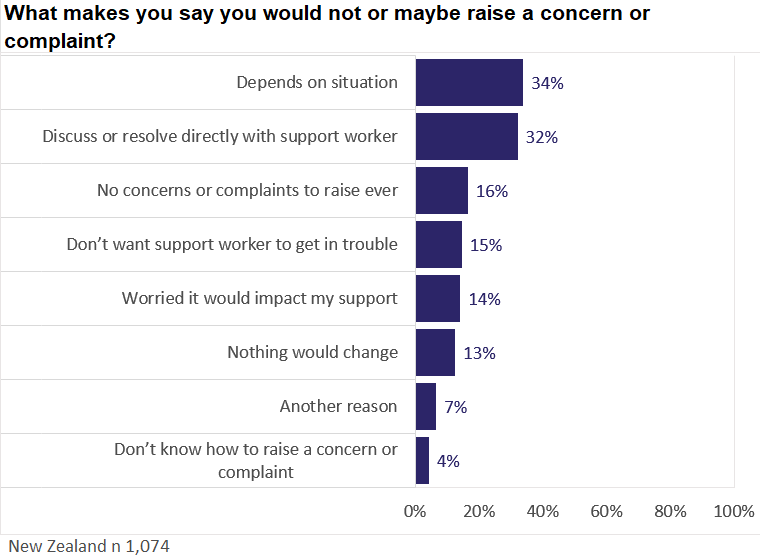 What makes you say you would not or maybe raise a concern or
complaint?
Depends on situation
34%
Discuss or resolve directly with support worker
32%
No concerns or complaints to raise ever
16%
Don’t want support worker to get in trouble
15%
Worried it would impact my support
14%
Nothing would change
13%
Another reason
7%
Don’t know how to raise a concern or
complaint
4%
0% 20% 40% 60% 80% 100%
New Zealand n 1,074